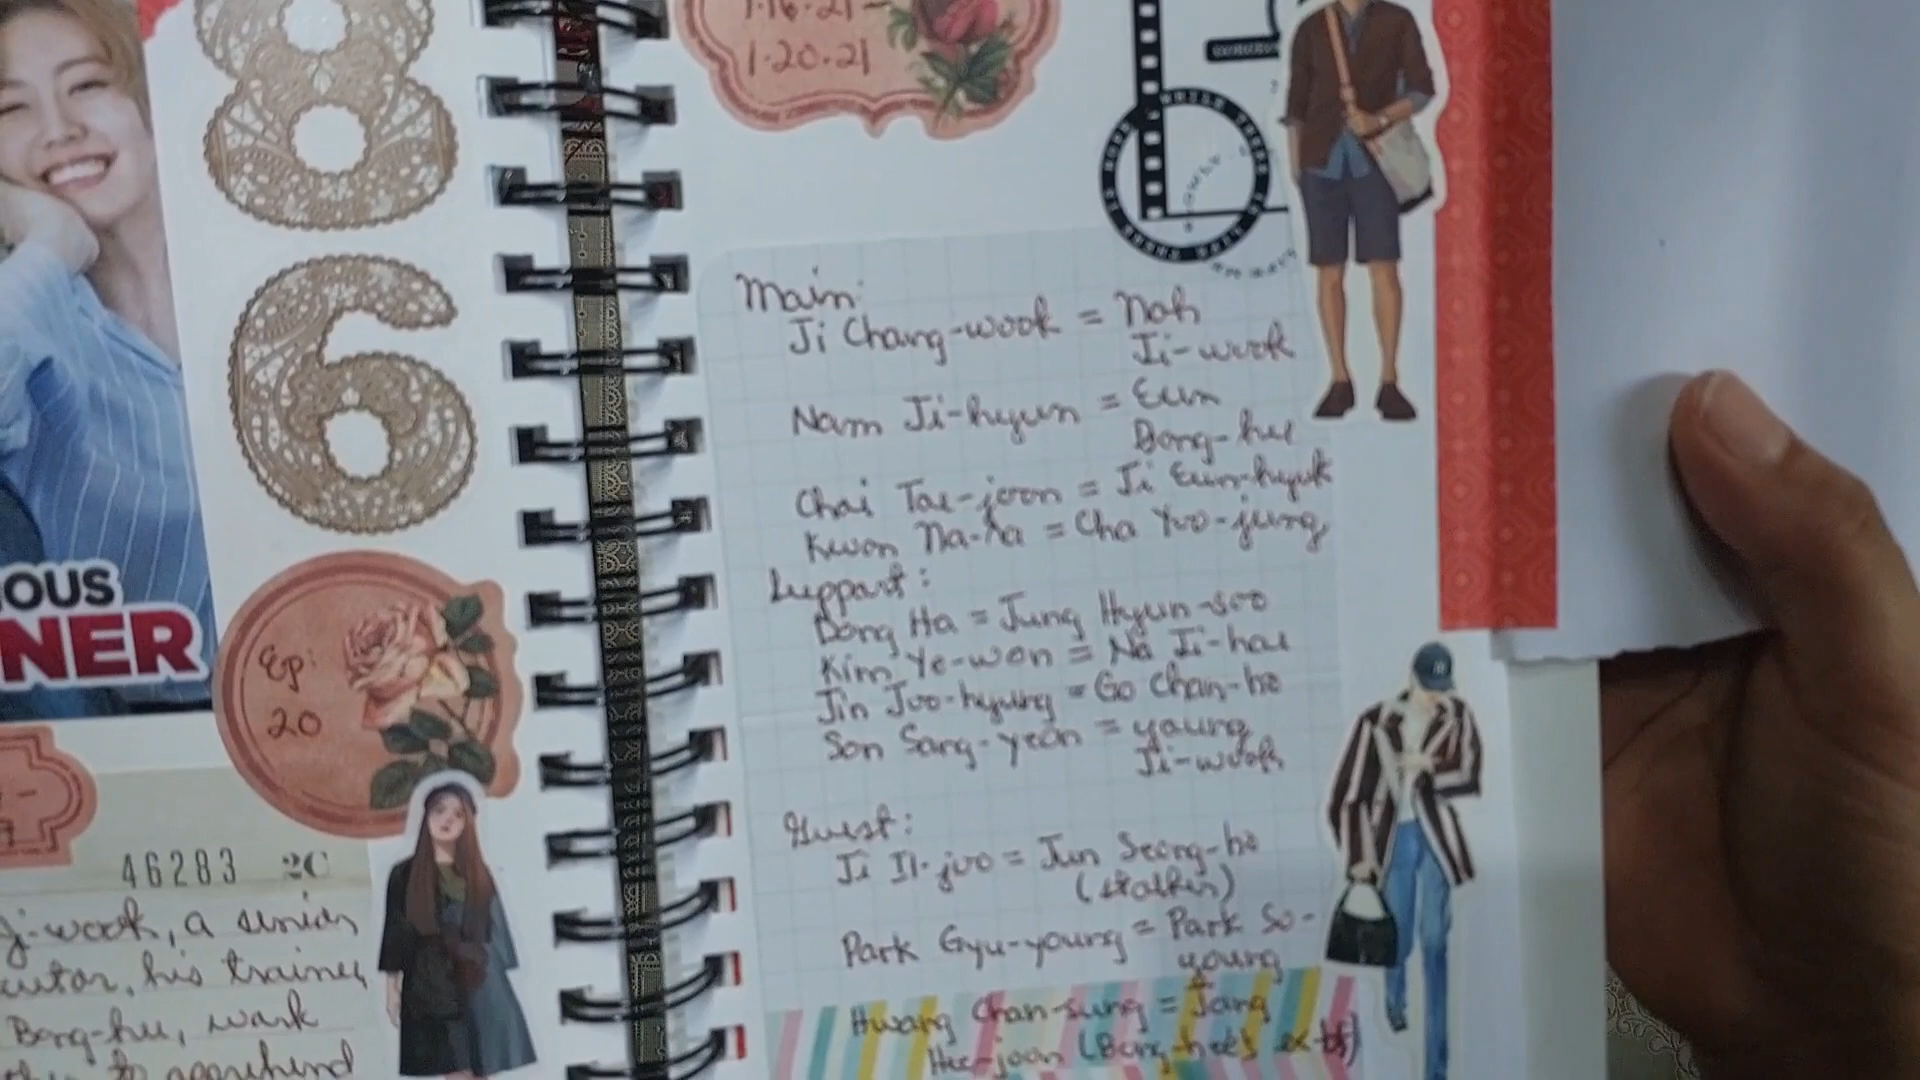 8
6
OUS
NER
Ep:
20
46283 2C
Ji-wook, a senior
his trainee
Bong-hee, work
to apprehend
1.16.21-
1.20.21
Main:
Ji Chang-wook = Noh
Ji-wook
Nam Ji-hyun = Eun
Bong-hee
Chai Tae-joon = Ji Eun-hyuk
Kwon Na-ra = Cha Yoo-jung
Support:
Dong Ha = Jung Hyun-soo
Kim Ye-won = Na Ji-hae
Jin Joo-hyung = Go Chan-ho
Son Sang-yeon = young
Ji-wook
Guest:
Ji Il-joo = Jun Seong-ho
(stalker)
Park Gyu-young = Park So-
young
Hwang Chan-sung = Jang
Hee-joon (Bong-hee's ex-bf)